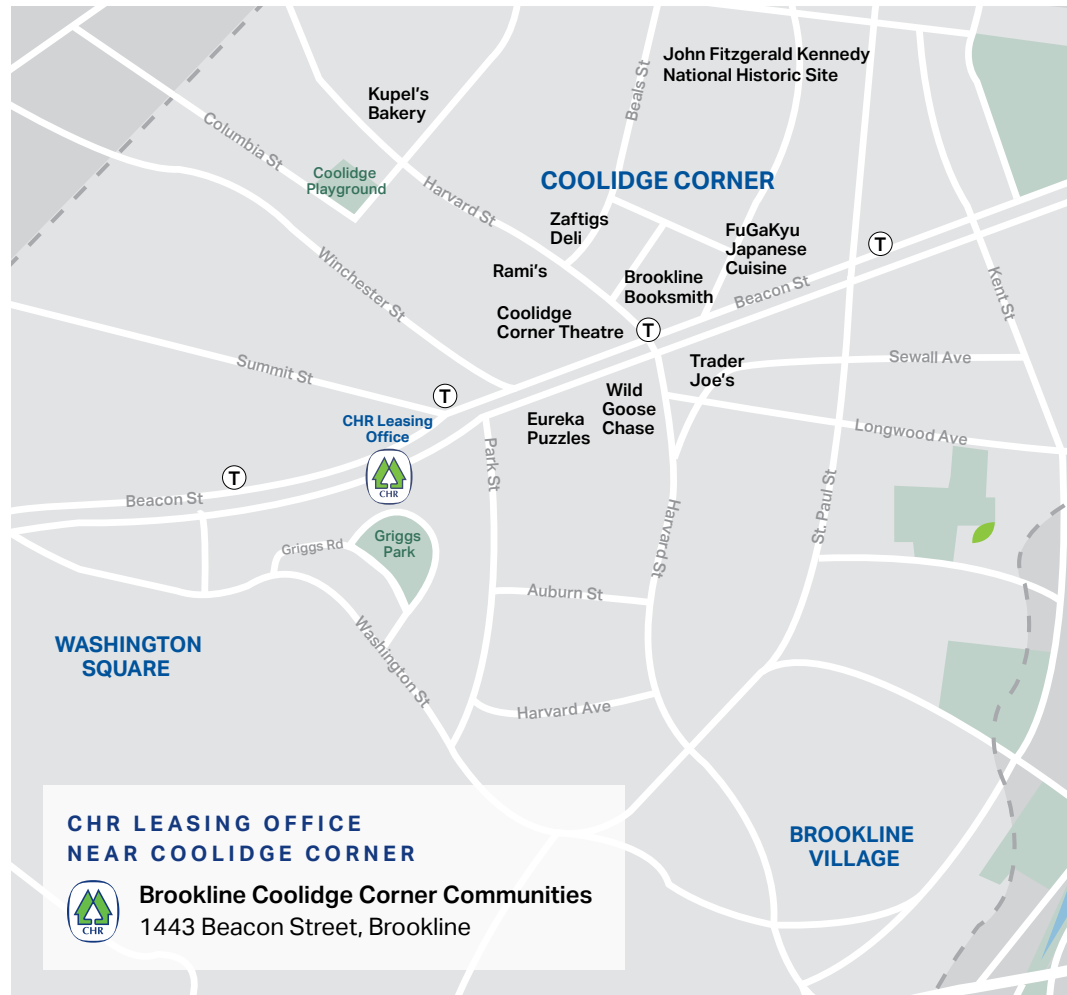 John Fitzgerald Kennedy
National Historic Site
Beals St
Kupel's
Bakery
Columbia St
Coolidge
Playground
Harvard St
COOLIDGE CORNER
Zaftigs
Deli
FuGaKyu
Japanese
Cuisine
T
Rami's
Brookline
Booksmith
Beacon St
Kent St
Winchester St
Coolidge
Corner Theatre
T
Summit St
Trader
Joe's
Sewall Ave
T
Wild
Goose
Chase
CHR Leasing
Office
Eureka
Puzzles
Longwood Ave
CHR
Park St
T
Beacon St
Harvard St
St. Paul St
Griggs Rd
Griggs
Park
Auburn St
WASHINGTON
SQUARE
Washington St
Harvard Ave
BROOKLINE
VILLAGE
CHR LEASING OFFICE
NEAR COOLIDGE CORNER
CHR
Brookline Coolidge Corner Communities
1443 Beacon Street, Brookline